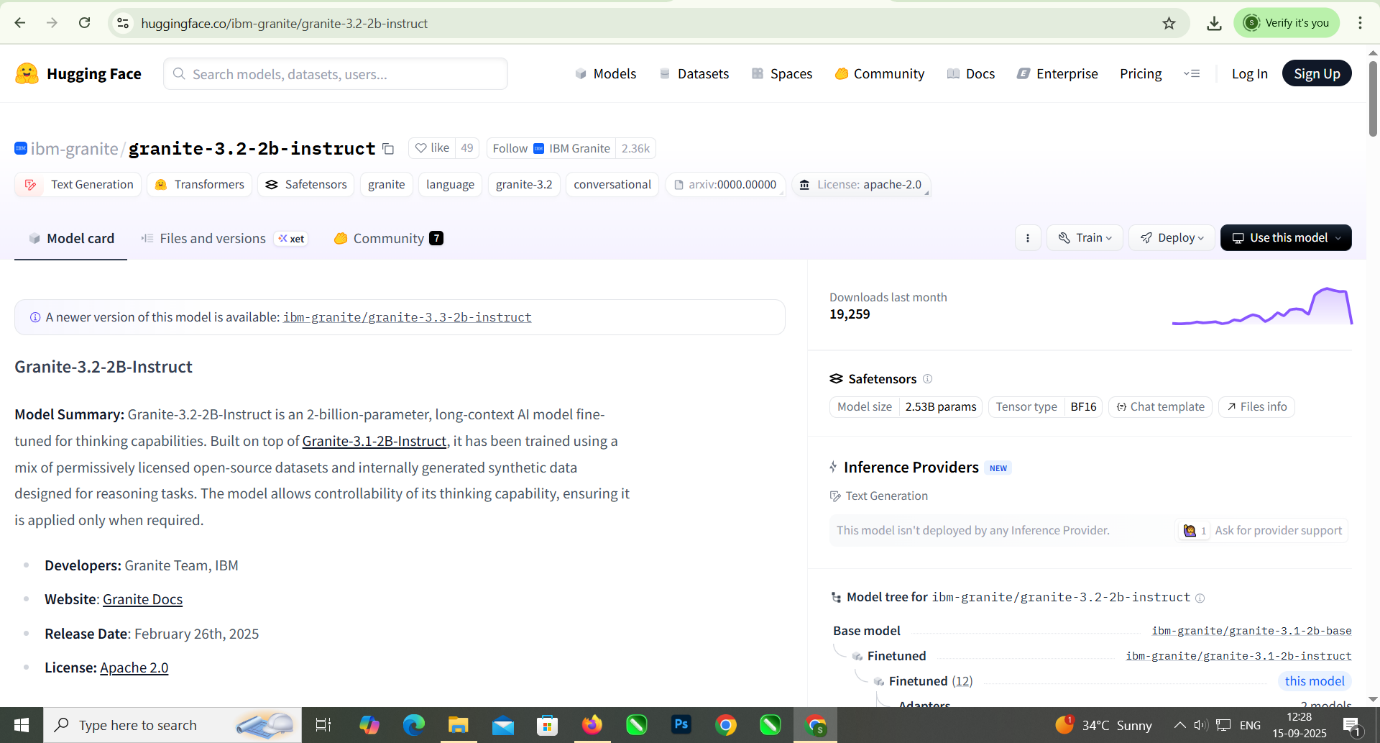 huggingface.co/ibm-granite/granite-3.2-2b-instruct
S Verify it's you
Hugging Face
Search models, datasets, users...
Models Datasets Spaces Community Docs Enterprise Pricing Log In Sign Up
IBM ibm-granite/granite-3.2-2b-instruct like 49 Follow IBM Granite 2.36k
Text Generation Transformers Safetensors granite language granite-3.2 conversational arxiv:0000.00000 License: apache-2.0
Model card Files and versions xet Community 7 Train Deploy Use this model
A newer version of this model is available: ibm-granite/granite-3.3-2b-instruct
Granite-3.2-2B-Instruct
Model Summary: Granite-3.2-2B-Instruct is an 2-billion-parameter, long-context AI model fine-
tuned for thinking capabilities. Built on top of Granite-3.1-2B-Instruct, it has been trained using a
mix of permissively licensed open-source datasets and internally generated synthetic data
designed for reasoning tasks. The model allows controllability of its thinking capability, ensuring it
is applied only when required.
Developers: Granite Team, IBM
Website: Granite Docs
Release Date: February 26th, 2025
License: Apache 2.0
Downloads last month
19,259
Safetensors
Model size 2.53B params Tensor type BF16 Chat template Files info
Inference Providers NEW
Text Generation
This model isn't deployed by any Inference Provider. 1 Ask for provider support
Model tree for ibm-granite/granite-3.2-2b-instruct
Base model ibm-granite/granite-3.1-2b-base
Finetuned ibm-granite/granite-3.1-2b-instruct
Finetuned (12) this model
Adapters 2 models
Type here to search
Ps
S
1
34°C Sunny
ENG
12:28
15-09-2025
1